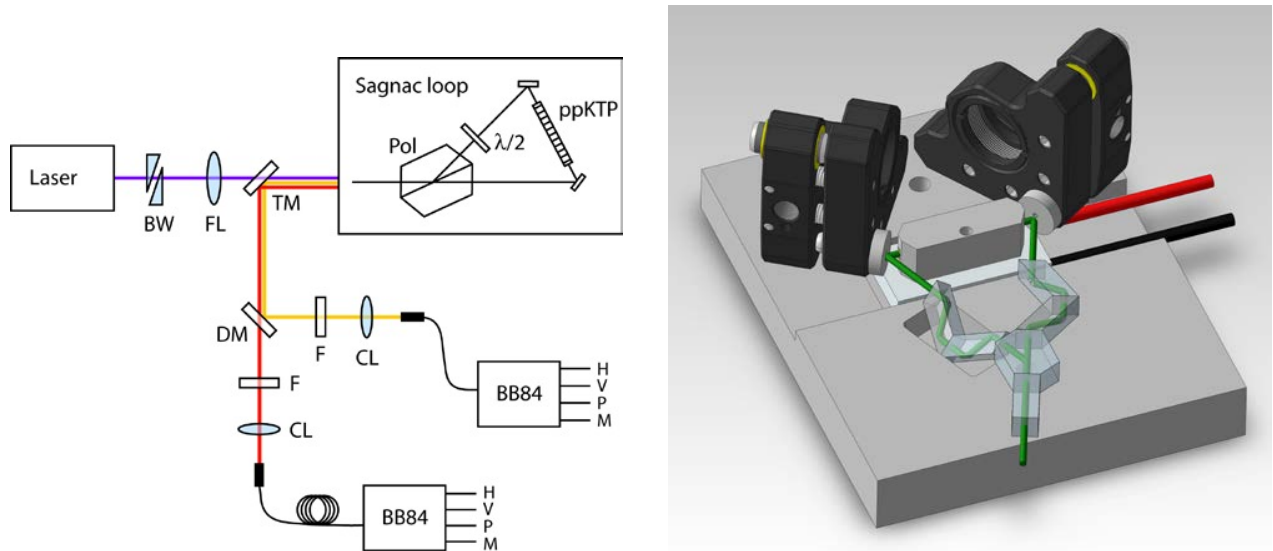 Sagnac loop
ppKTP
λ/2
Pol
Laser
BW
FL
TM
DM
F
CL
BB84
H
V
P
M
F
CL
BB84
H
V
P
M